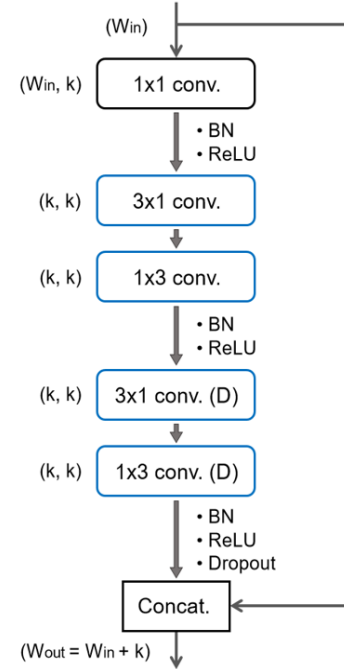 (Win)
(Win, k) 1x1 conv.
• BN
• ReLU
(k, k) 3x1 conv.
(k, k) 1x3 conv.
• BN
• ReLU
(k, k) 3x1 conv. (D)
(k, k) 1x3 conv. (D)
• BN
• ReLU
• Dropout
Concat.
(Wout = Win + k)